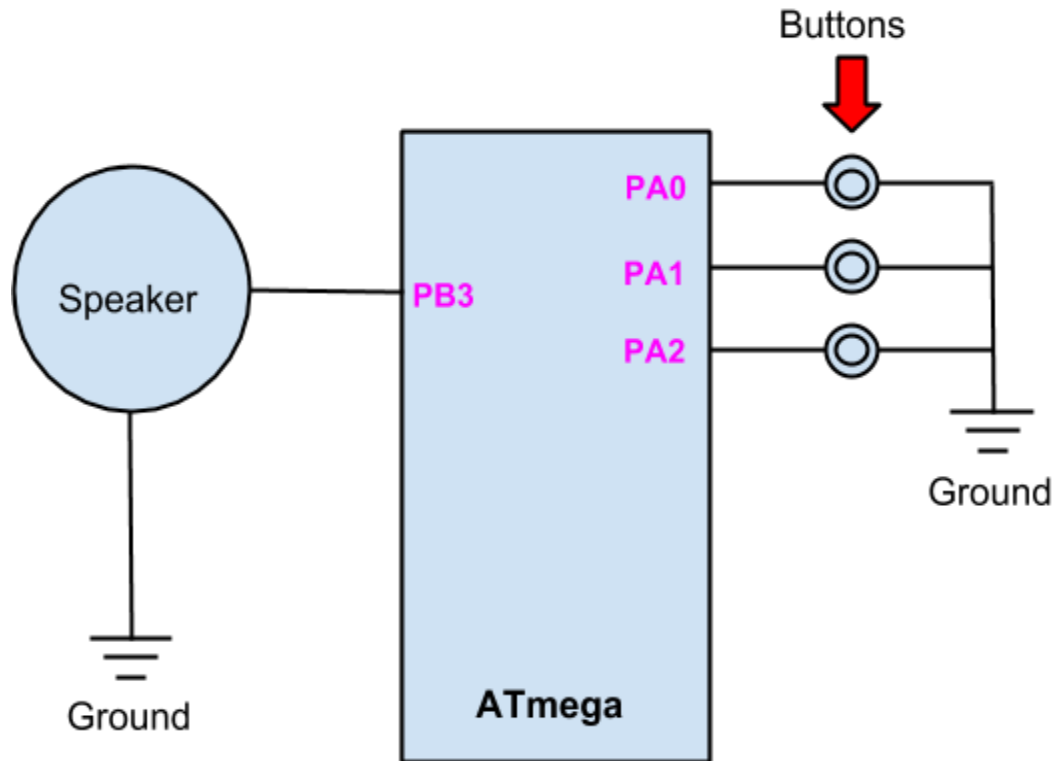 Buttons
PA0
Speaker
PB3
PA1
PA2
Ground
ATmega
Ground